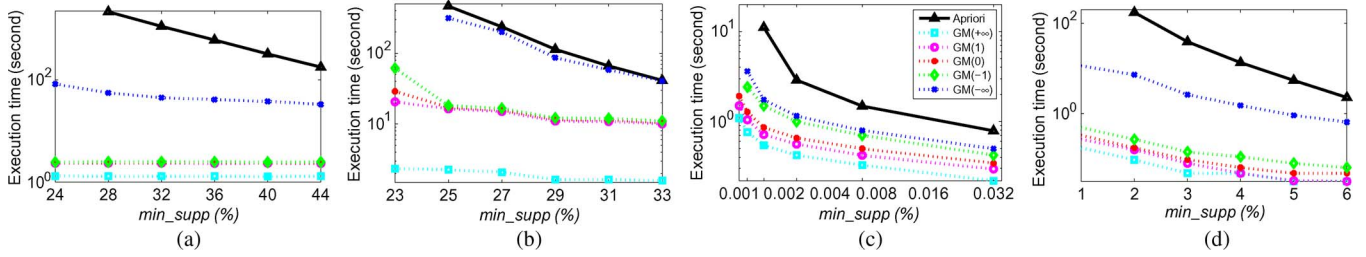 Execution time (second)
10²
10⁰
24 28 32 36 40 44
min_supp (%)
(a)
Execution time (second)
10²
10¹
23 25 27 29 31 33
min_supp (%)
(b)
Execution time (second)
10¹
10⁰
Apriori
GM(+∞)
GM(1)
GM(0)
GM(−1)
GM(−∞)
0.001 0.002 0.004 0.008 0.016 0.032
min_supp (%)
(c)
Execution time (second)
10²
10⁰
1 2 3 4 5 6
min_supp (%)
(d)